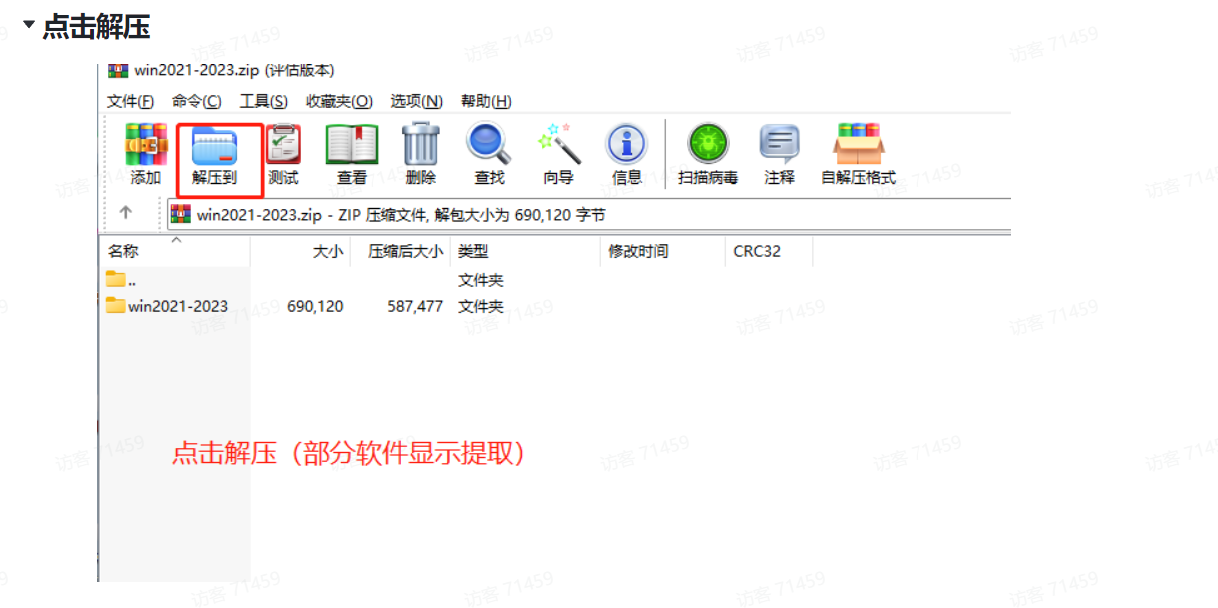 点击解压
win2021-2023.zip (评估版本)
文件(F) 命令(C) 工具(S) 收藏夹(O) 选项(N) 帮助(H)
添加 解压到 测试 查看 删除 查找 向导 信息 扫描病毒 注释 自解压格式
win2021-2023.zip - ZIP 压缩文件, 解包大小为 690,120 字节
名称 大小 压缩后大小 类型 修改时间 CRC32
.. 文件夹
win2021-2023 690,120 587,477 文件夹
点击解压（部分软件显示提取）
访客 71459